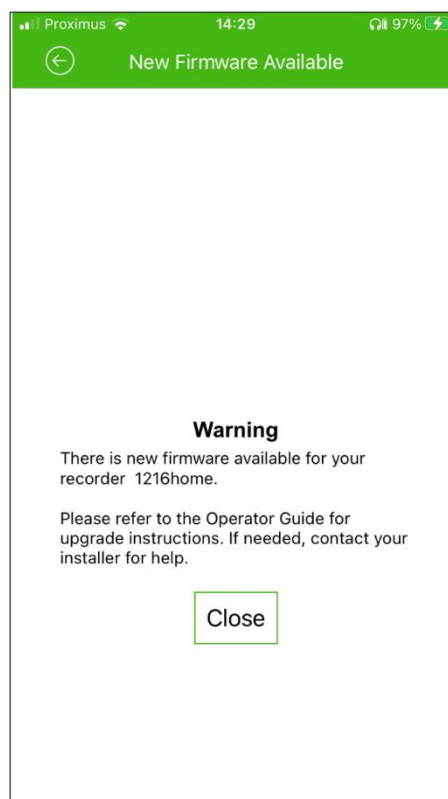 Proximus 14:29 97%
New Firmware Available
Warning
There is new firmware available for your
recorder 1216home.
Please refer to the Operator Guide for
upgrade instructions. If needed, contact your
installer for help.
Close